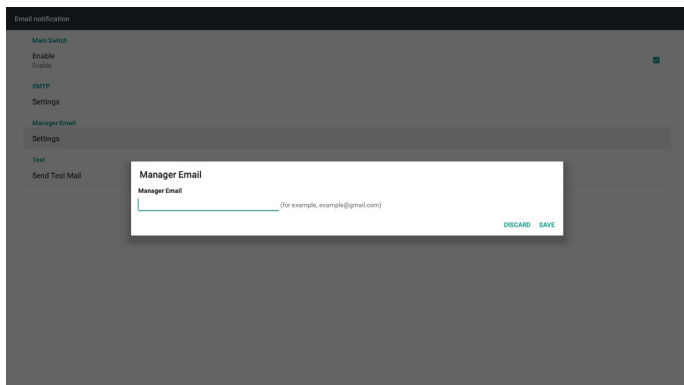 Email notification
Main Switch
Enable
Enable
SMTP
Settings
Manager Email
Settings
Test
Send Test Mail
Manager Email
Manager Email
(for example, example@gmail.com)
DISCARD SAVE